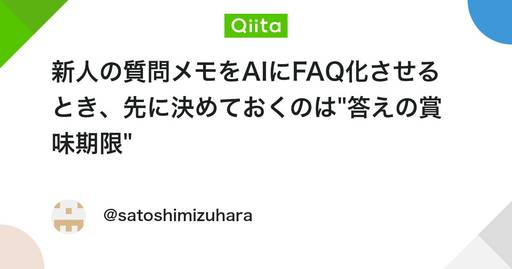 Qiita
新人の質問メモをAIにFAQ化させる
とき、先に決めておくのは"答えの賞
味期限"
@satoshimizuhara